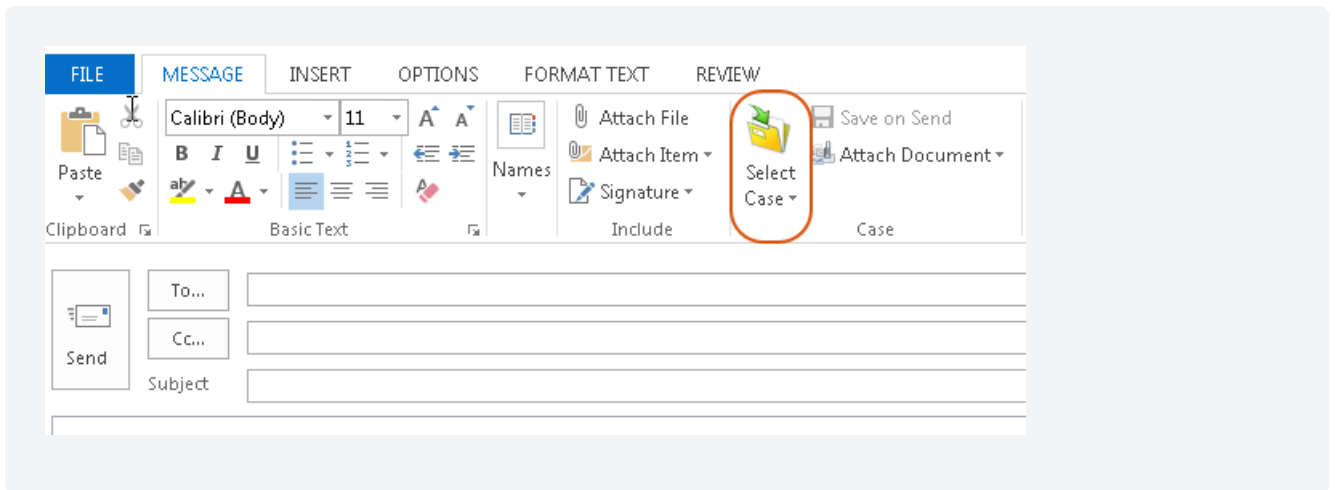 FILE MESSAGE INSERT OPTIONS FORMAT TEXT REVIEW
Calibri (Body) 11 A A Attach File Save on Send
Paste B I U Names Attach Item Select Case Attach Document
aby A Signature
Clipboard Basic Text Include Case
To...
Cc...
Send
Subject